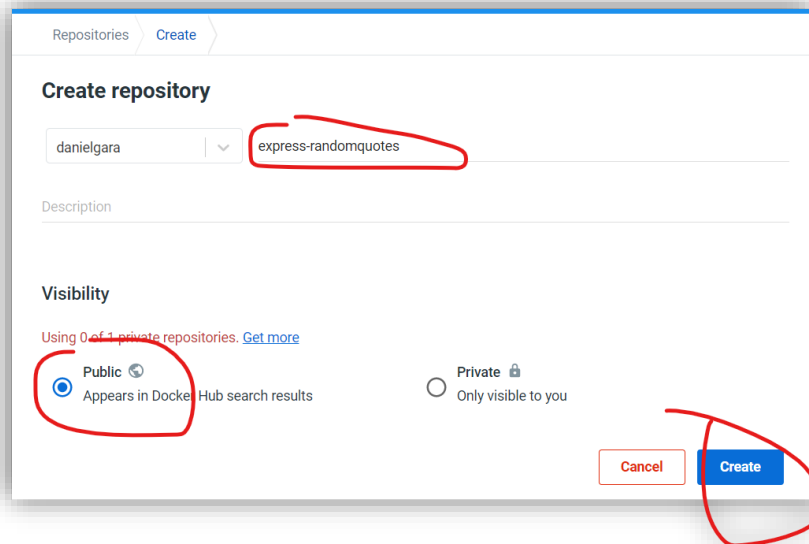 Repositories Create
Create repository
danielgara express-randomquotes
Description
Visibility
Using 0 of 1 private repositories. Get more
Public Private
Appears in Docker Hub search results Only visible to you
Cancel Create